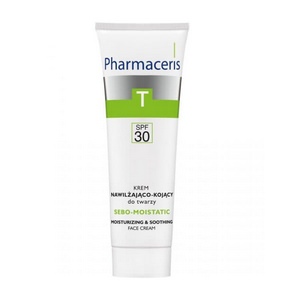 Pharmaceris
T
SPF
30
KREM
NAWILŻAJĄCO-KOJĄCY
do twarzy
SEBO-MOISTATIC
MOISTURIZING & SOOTHING
FACE CREAM